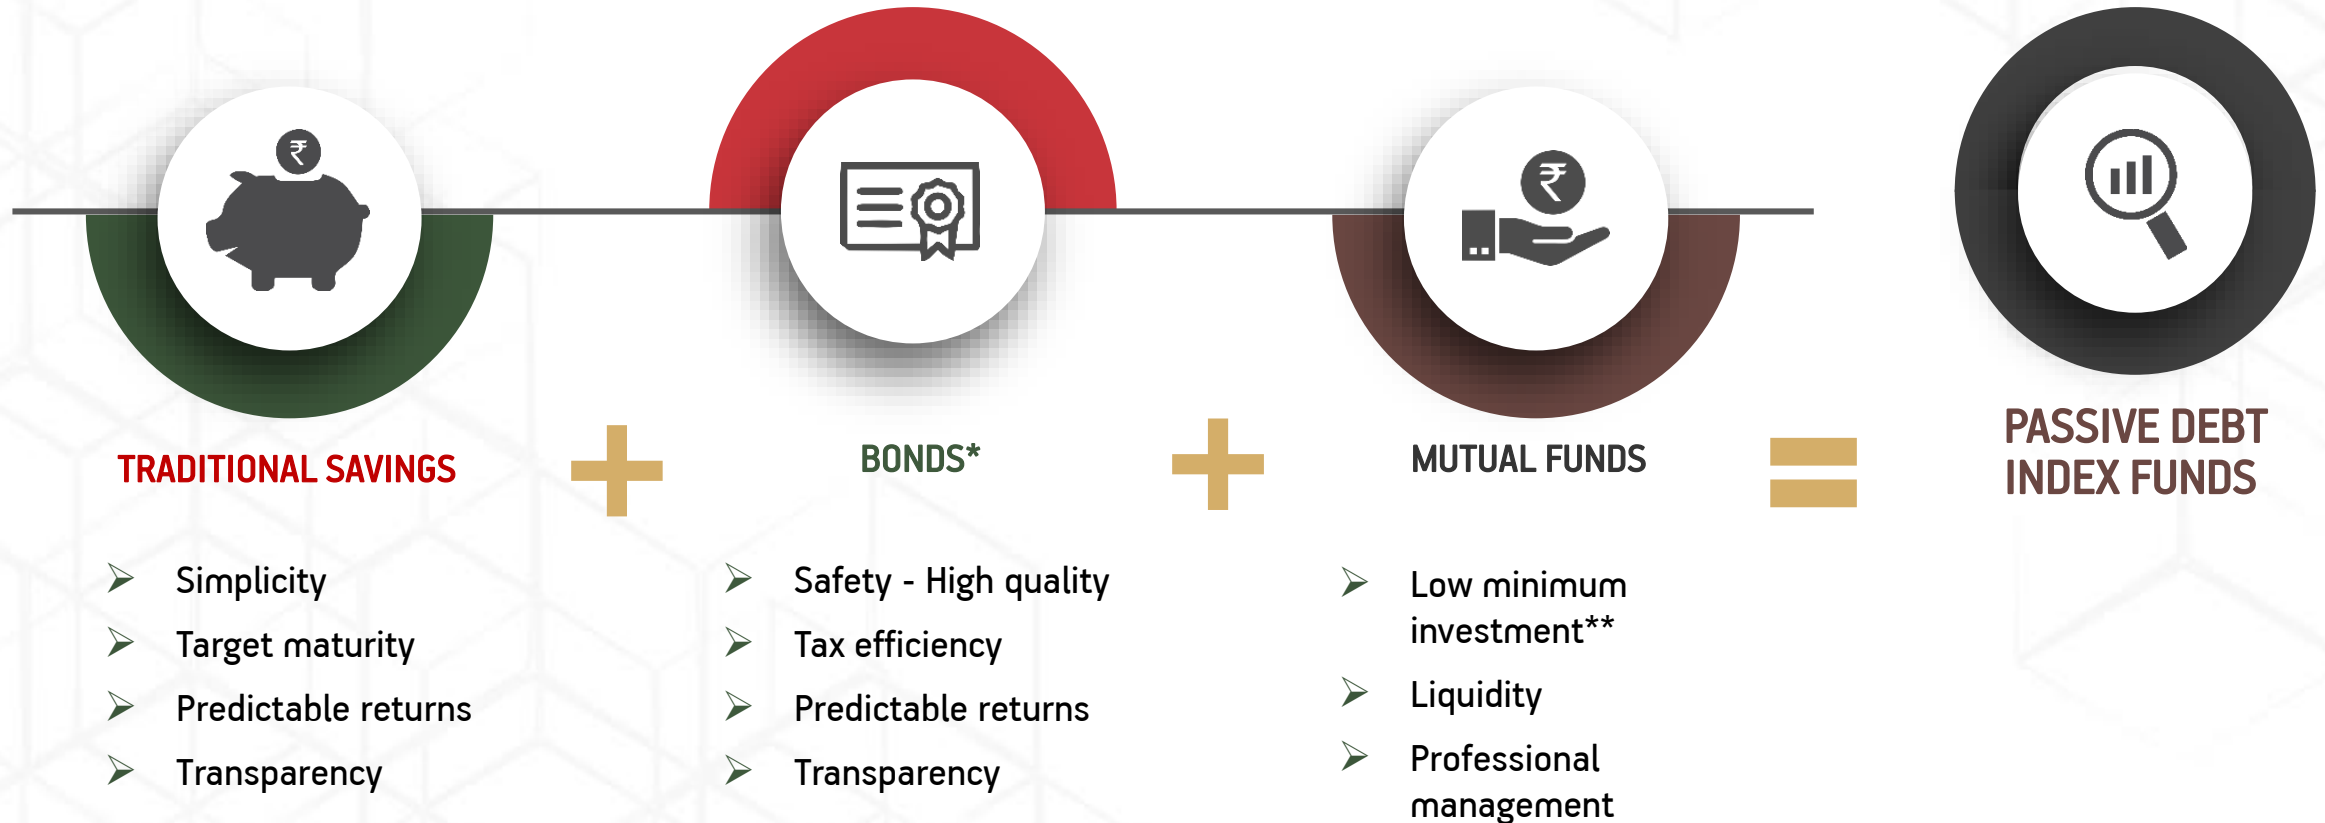 ₹
₹
TRADITIONAL SAVINGS
Simplicity
Target maturity
Predictable returns
Transparency
BONDS*
Safety - High quality
Tax efficiency
Predictable returns
Transparency
MUTUAL FUNDS
Low minimum
investment**
Liquidity
Professional
management
PASSIVE DEBT
INDEX FUNDS